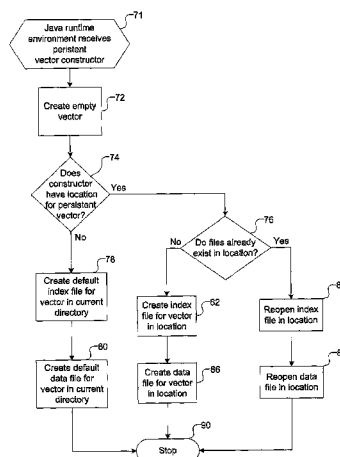 71
Java runtime
environment receives
peristent
vector constructor
72
Create empty
vector
74
Does
constructor
have location
for persistent
vector?
Yes
No
76
Do files already
exist in location?
No
Yes
78
Create default
index file for
vector in current
directory
62
Create index
file for vector
in location
Reopen index
file in location
80
Create default
data file for
vector in current
directory
86
Create data
file for vector
in location
Reopen data
file in location
90
Stop